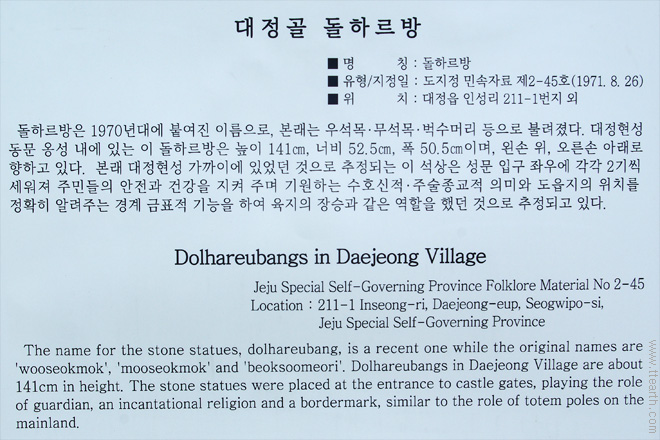 대정골 돌하르방
■ 명 칭 : 돌하르방
■ 유형/지정일 : 도지정 민속자료 제2-45호(1971. 8. 26)
■ 위 치 : 대정읍 인성리 211-1번지 외
돌하르방은 1970년대에 붙여진 이름으로, 본래는 우석목·무석목·벅수머리 등으로 불려졌다. 대정현성
동문 옹성 내에 있는 이 돌하르방은 높이 141cm, 너비 52.5cm, 폭 50.5cm이며, 왼손 위, 오른손 아래로
향하고 있다. 본래 대정현성 가까이에 있었던 것으로 추정되는 이 석상은 성문 입구 좌우에 각각 2기씩
세워져 주민들의 안전과 건강을 지켜 주며 기원하는 수호신적·주술종교적 의미와 도읍지의 위치를
정확히 알려주는 경계 금표적 기능을 하여 육지의 장승과 같은 역할을 했던 것으로 추정되고 있다.
Dolhareubangs in Daejeong Village
Jeju Special Self-Governing Province Folklore Material No 2-45
Location : 211-1 Inseong-ri, Daejeong-eup, Seogwipo-si,
Jeju Special Self-Governing Province
The name for the stone statues, dolhareubang, is a recent one while the original names are
'wooseokmok', 'mooseokmok' and 'beoksoomeori'. Dolhareubangs in Daejeong Village are about
141cm in height. The stone statues were placed at the entrance to castle gates, playing the role
of guardian, an incantational religion and a bordermark, similar to the role of totem poles on the
mainland.
www.ttearth.com